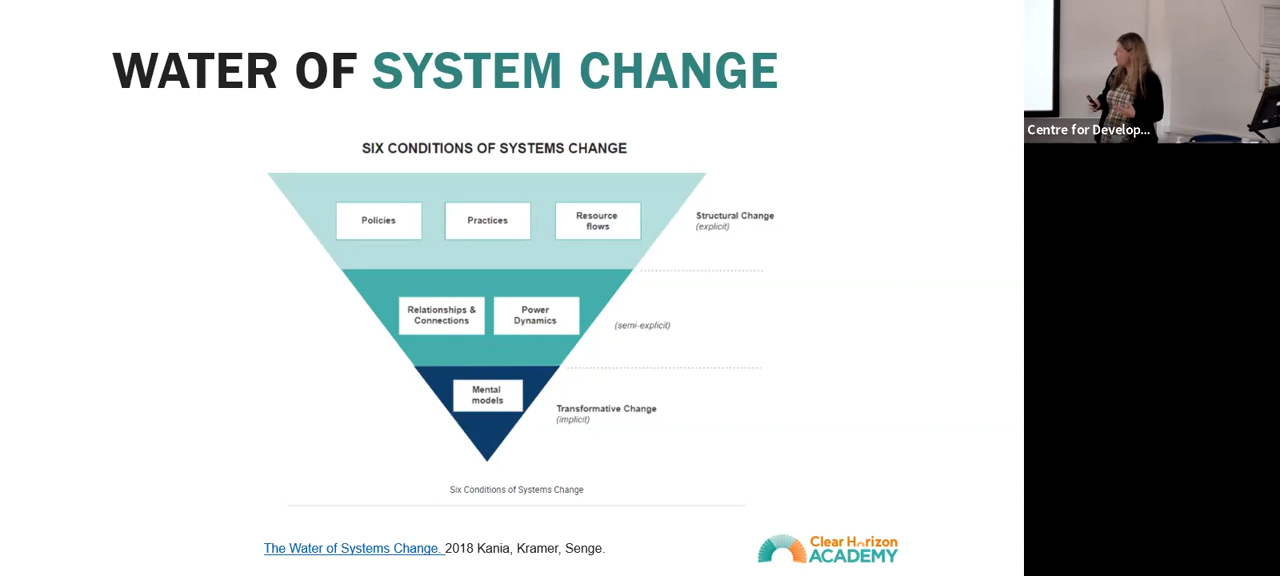 WATER OF SYSTEM CHANGE
SIX CONDITIONS OF SYSTEMS CHANGE
Policies
Practices
Resource
flows
Structural Change
(explicit)
Relationships &
Connections
Power
Dynamics
(semi-explicit)
Mental
models
Transformative Change
(implicit)
Six Conditions of Systems Change
The Water of Systems Change. 2018 Kania, Kramer, Senge.
Clear Horizon
ACADEMY
Centre for Develop...